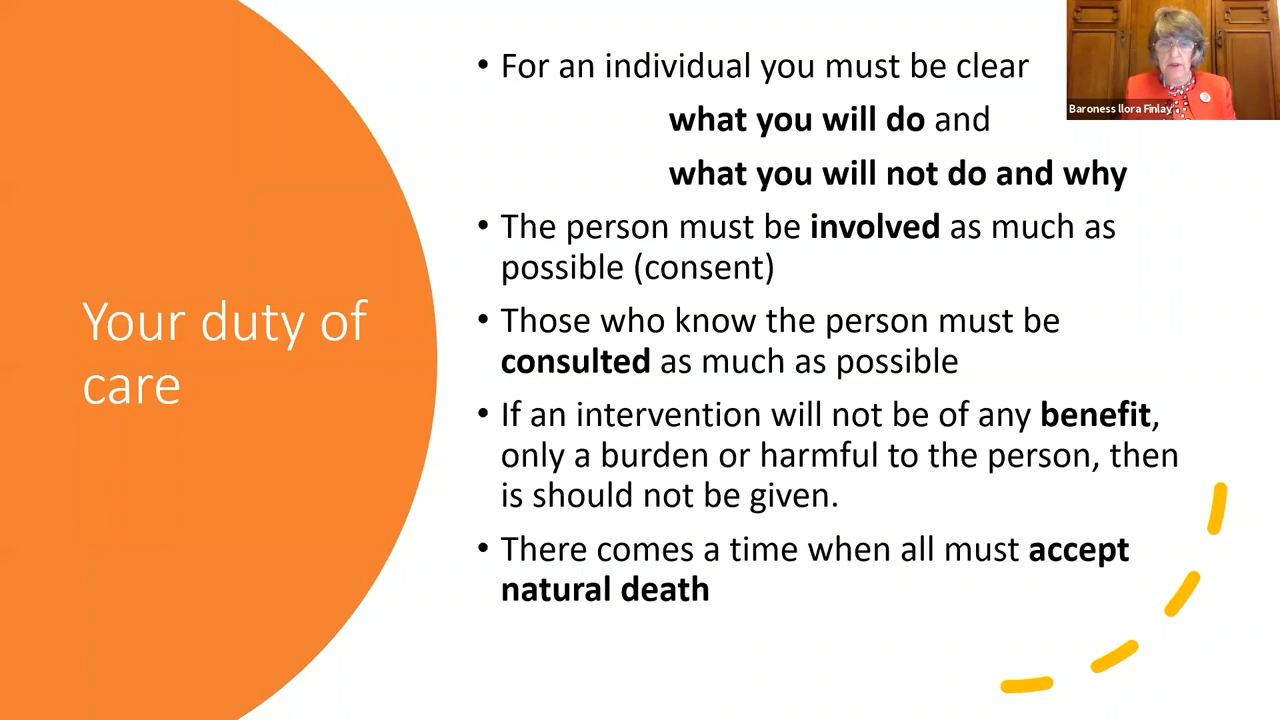 Your duty of
care
• For an individual you must be clear
what you will do and
what you will not do and why
• The person must be involved as much as
possible (consent)
• Those who know the person must be
consulted as much as possible
• If an intervention will not be of any benefit,
only a burden or harmful to the person, then
is should not be given.
• There comes a time when all must accept
natural death
Baroness Ilora Finlay